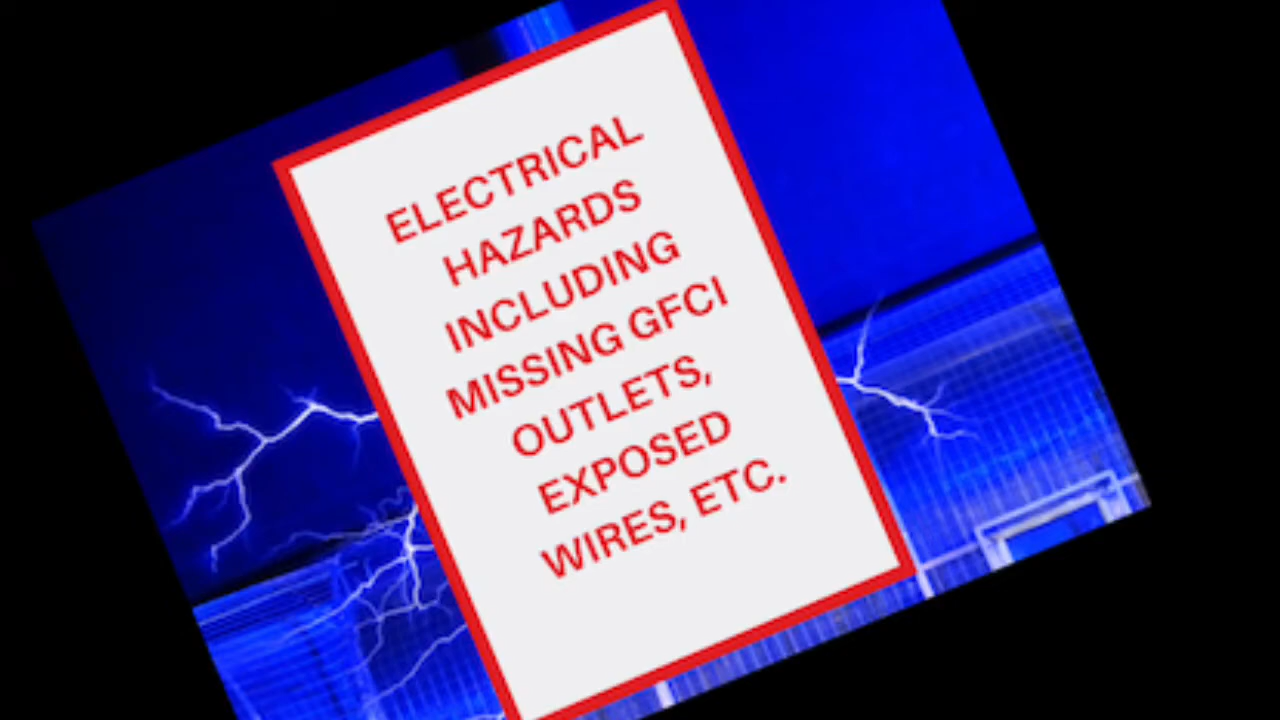 ELECTRICAL
HAZARDS
INCLUDING
MISSING GFCI
OUTLETS,
EXPOSED
WIRES, ETC.